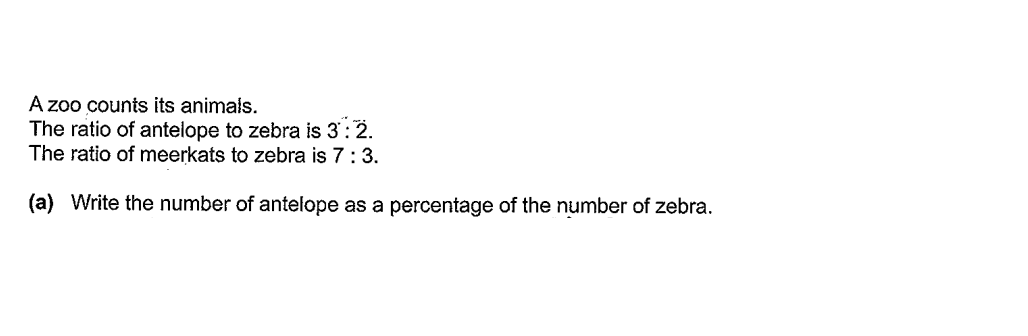 A zoo counts its animals.
The ratio of antelope to zebra is 3 : 2.
The ratio of meerkats to zebra is 7 : 3.
(a) Write the number of antelope as a percentage of the number of zebra.